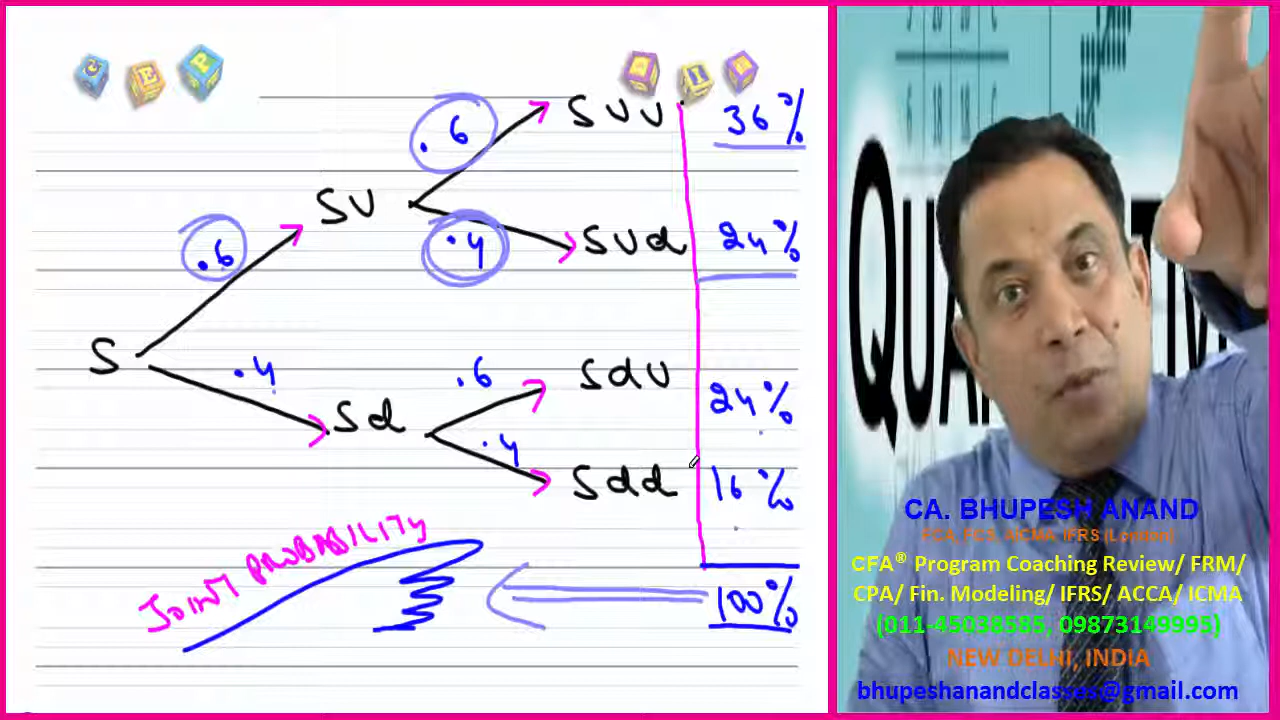 C E P
A I M
.6
SUU
36%
SU
.6
.4
SUd
24%
S
.4
.6
SdU
24%
Sd
.4
Sdd
16%
JOINT PROBABILITY
100%
QUANTITATIVE
CA. BHUPESH ANAND
FCA, FCS, AICMA, IFRS (London)
CFA® Program Coaching Review/ FRM/
CPA/ Fin. Modeling/ IFRS/ ACCA/ ICMA
(011-45038585, 09873149995)
NEW DELHI, INDIA
bhupeshanandclasses@gmail.com